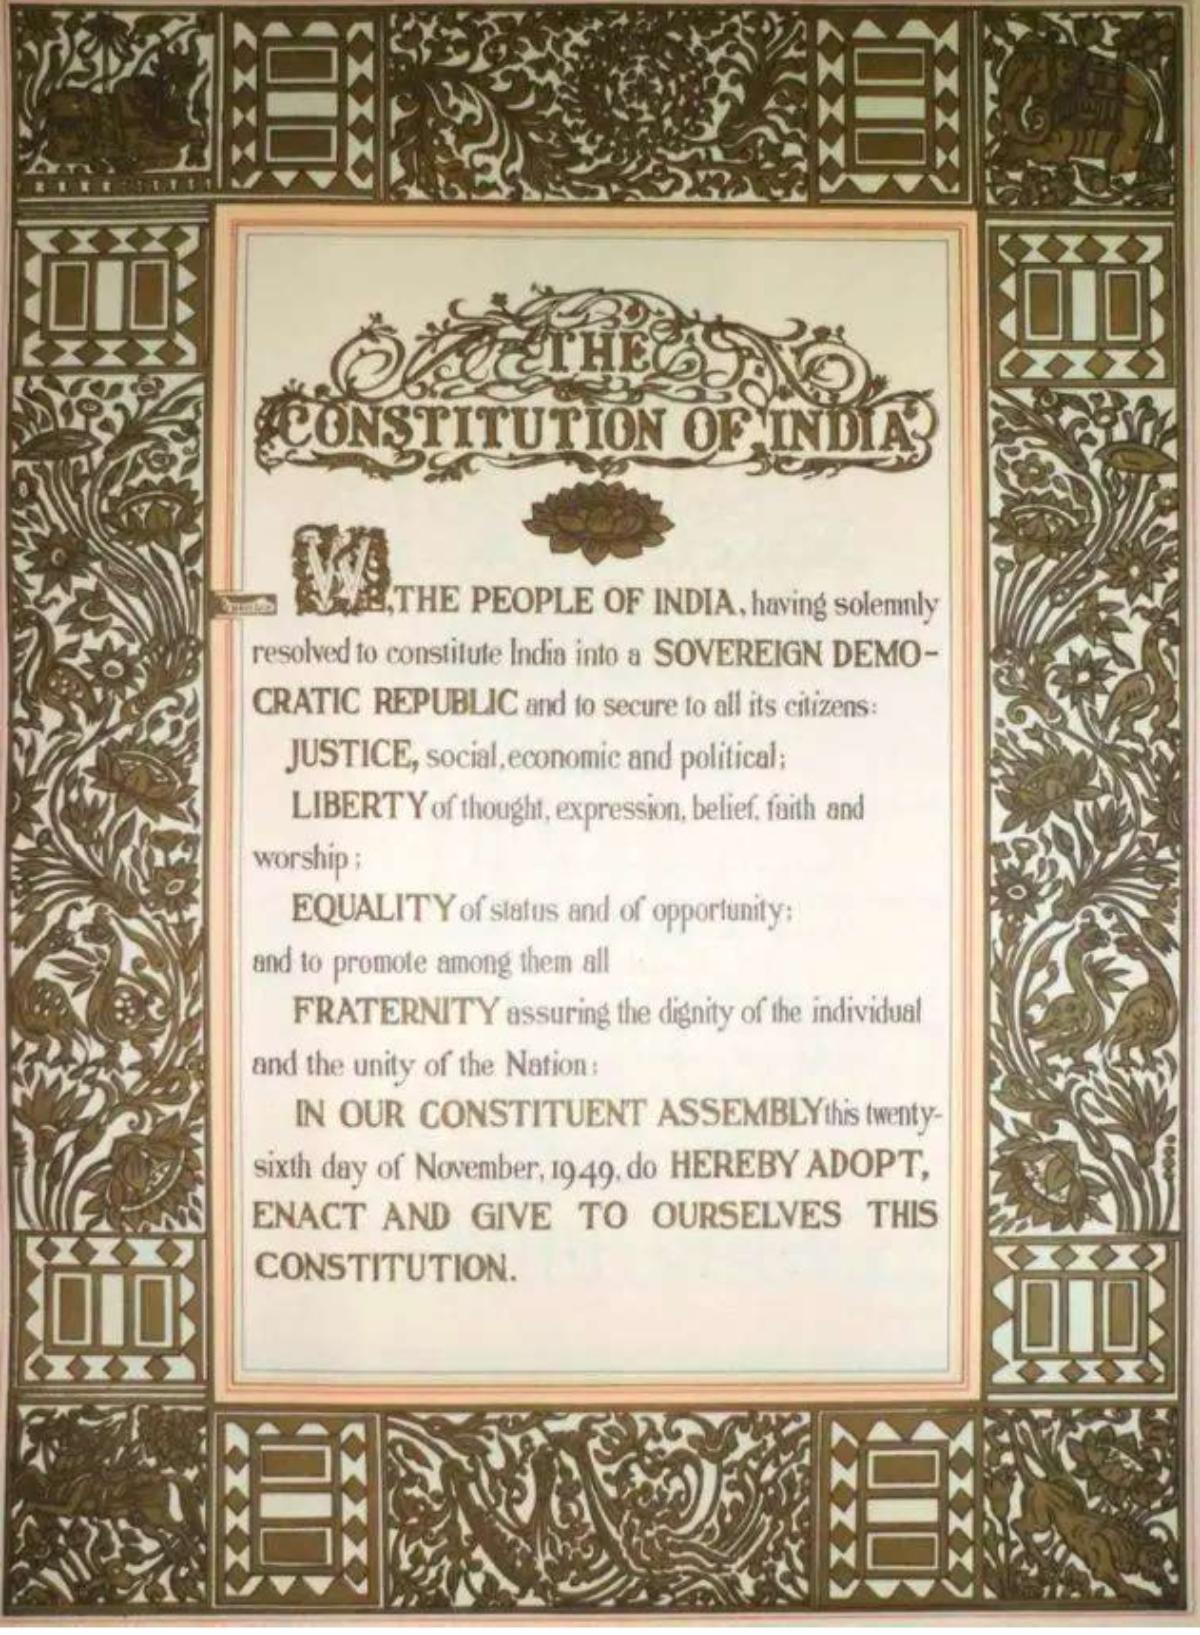 THE
CONSTITUTION OF INDIA
WE, THE PEOPLE OF INDIA, having solemnly
resolved to constitute India into a SOVEREIGN DEMO-
CRATIC REPUBLIC and to secure to all its citizens:
JUSTICE, social, economic and political;
LIBERTY of thought, expression, belief, faith and
worship;
EQUALITY of status and of opportunity;
and to promote among them all
FRATERNITY assuring the dignity of the individual
and the unity of the Nation;
IN OUR CONSTITUENT ASSEMBLY this twenty-
sixth day of November, 1949, do HEREBY ADOPT,
ENACT AND GIVE TO OURSELVES THIS
CONSTITUTION.